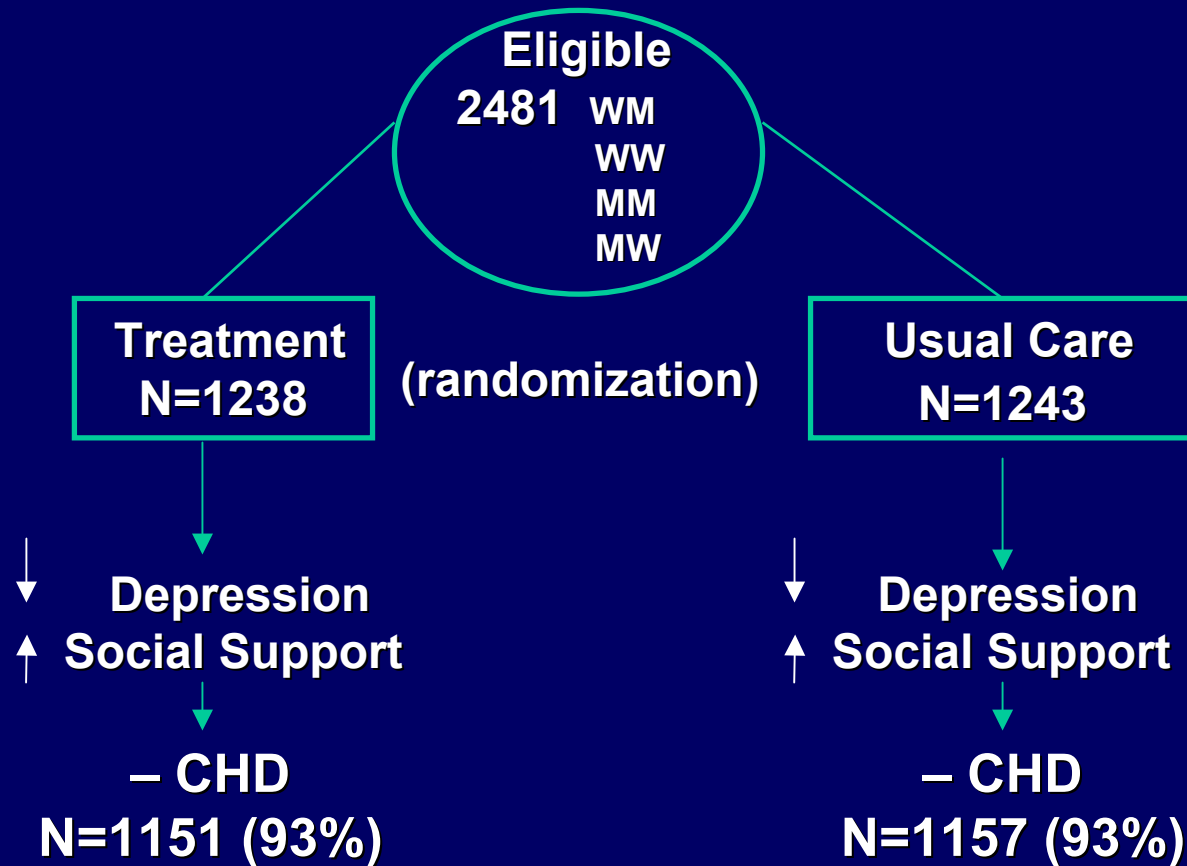 Eligible
2481 WM
WW
MM
MW
Treatment
N=1238
(randomization)
Usual Care
N=1243
Depression
Social Support
– CHD
N=1151 (93%)
Depression
Social Support
– CHD
N=1157 (93%)